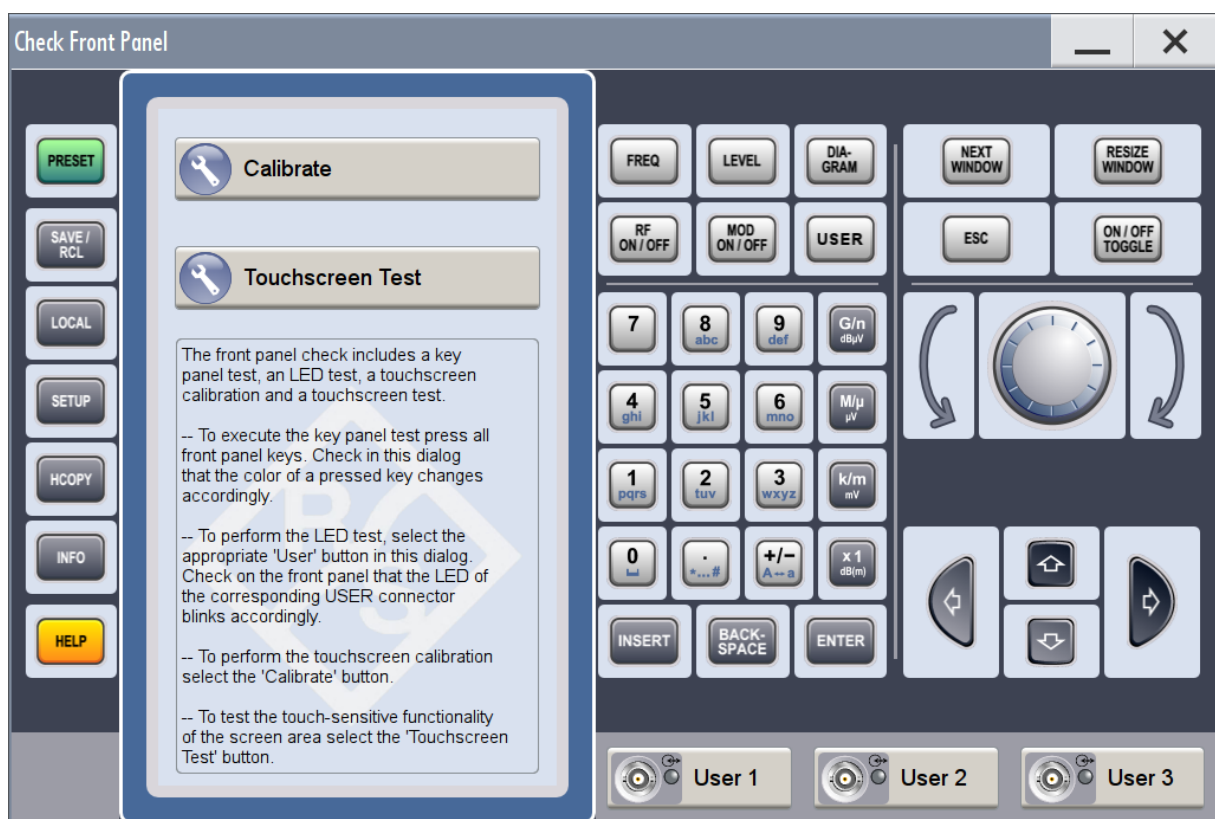 Check Front Panel
PRESET
SAVE /
RCL
LOCAL
SETUP
HCOPY
INFO
HELP
Calibrate
Touchscreen Test
The front panel check includes a key
panel test, an LED test, a touchscreen
calibration and a touchscreen test.
-- To execute the key panel test press all
front panel keys. Check in this dialog
that the color of a pressed key changes
accordingly.
-- To perform the LED test, select the
appropriate 'User' button in this dialog.
Check on the front panel that the LED of
the corresponding USER connector
blinks accordingly.
-- To perform the touchscreen calibration
select the 'Calibrate' button.
-- To test the touch-sensitive functionality
of the screen area select the 'Touchscreen
Test' button.
R
S
FREQ
LEVEL
DIA-
GRAM
RF
ON / OFF
MOD
ON / OFF
USER
7
8
abc
9
def
G/n
dBµV
4
ghi
5
jkl
6
mno
M/µ
µV
1
pqrs
2
tuv
3
wxyz
k/m
mV
0
.
*...#
+/−
A↔a
x 1
dB(m)
INSERT
BACK-
SPACE
ENTER
NEXT
WINDOW
RESIZE
WINDOW
ESC
ON / OFF
TOGGLE
User 1
User 2
User 3